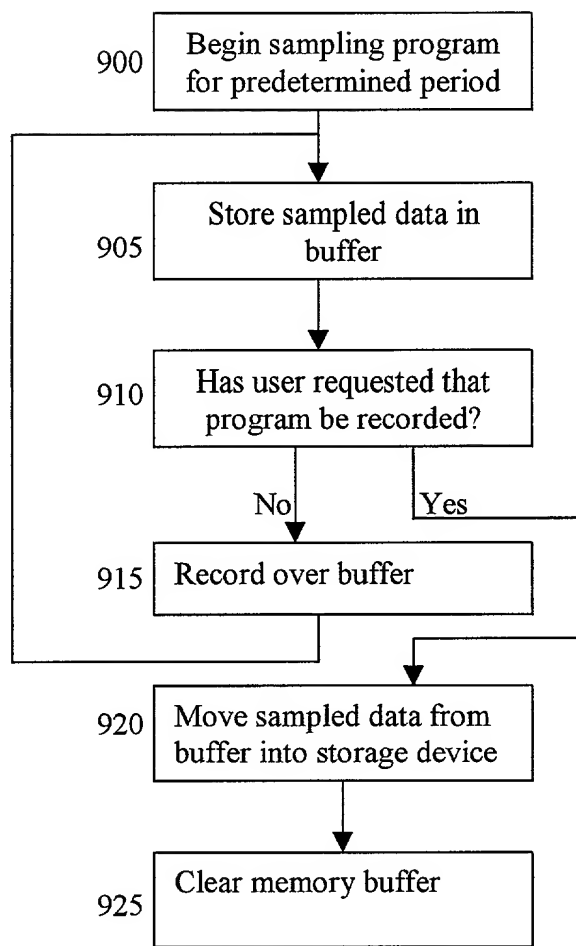 900
Begin sampling program
for predetermined period
905
Store sampled data in
buffer
910
Has user requested that
program be recorded?
No
Yes
915
Record over buffer
920
Move sampled data from
buffer into storage device
925
Clear memory buffer